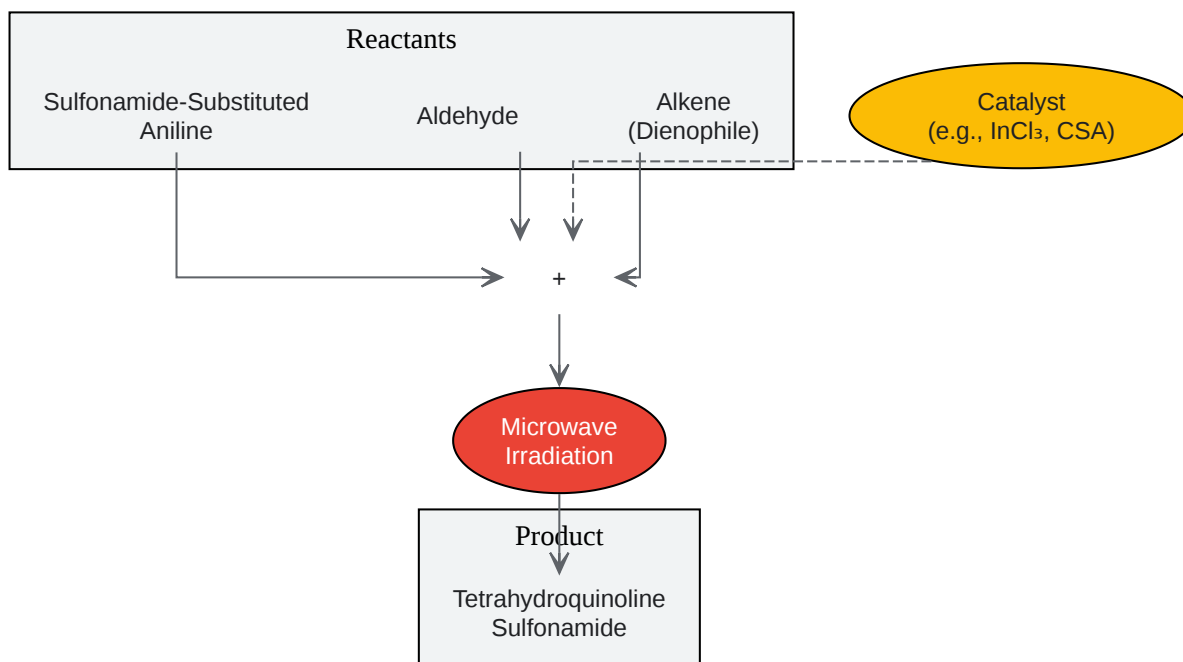 Reactants
Sulfonamide-Substituted
Aniline
Aldehyde
Alkene
(Dienophile)
Catalyst
(e.g., InCl₃, CSA)
+
Microwave
Irradiation
Product
Tetrahydroquinoline
Sulfonamide